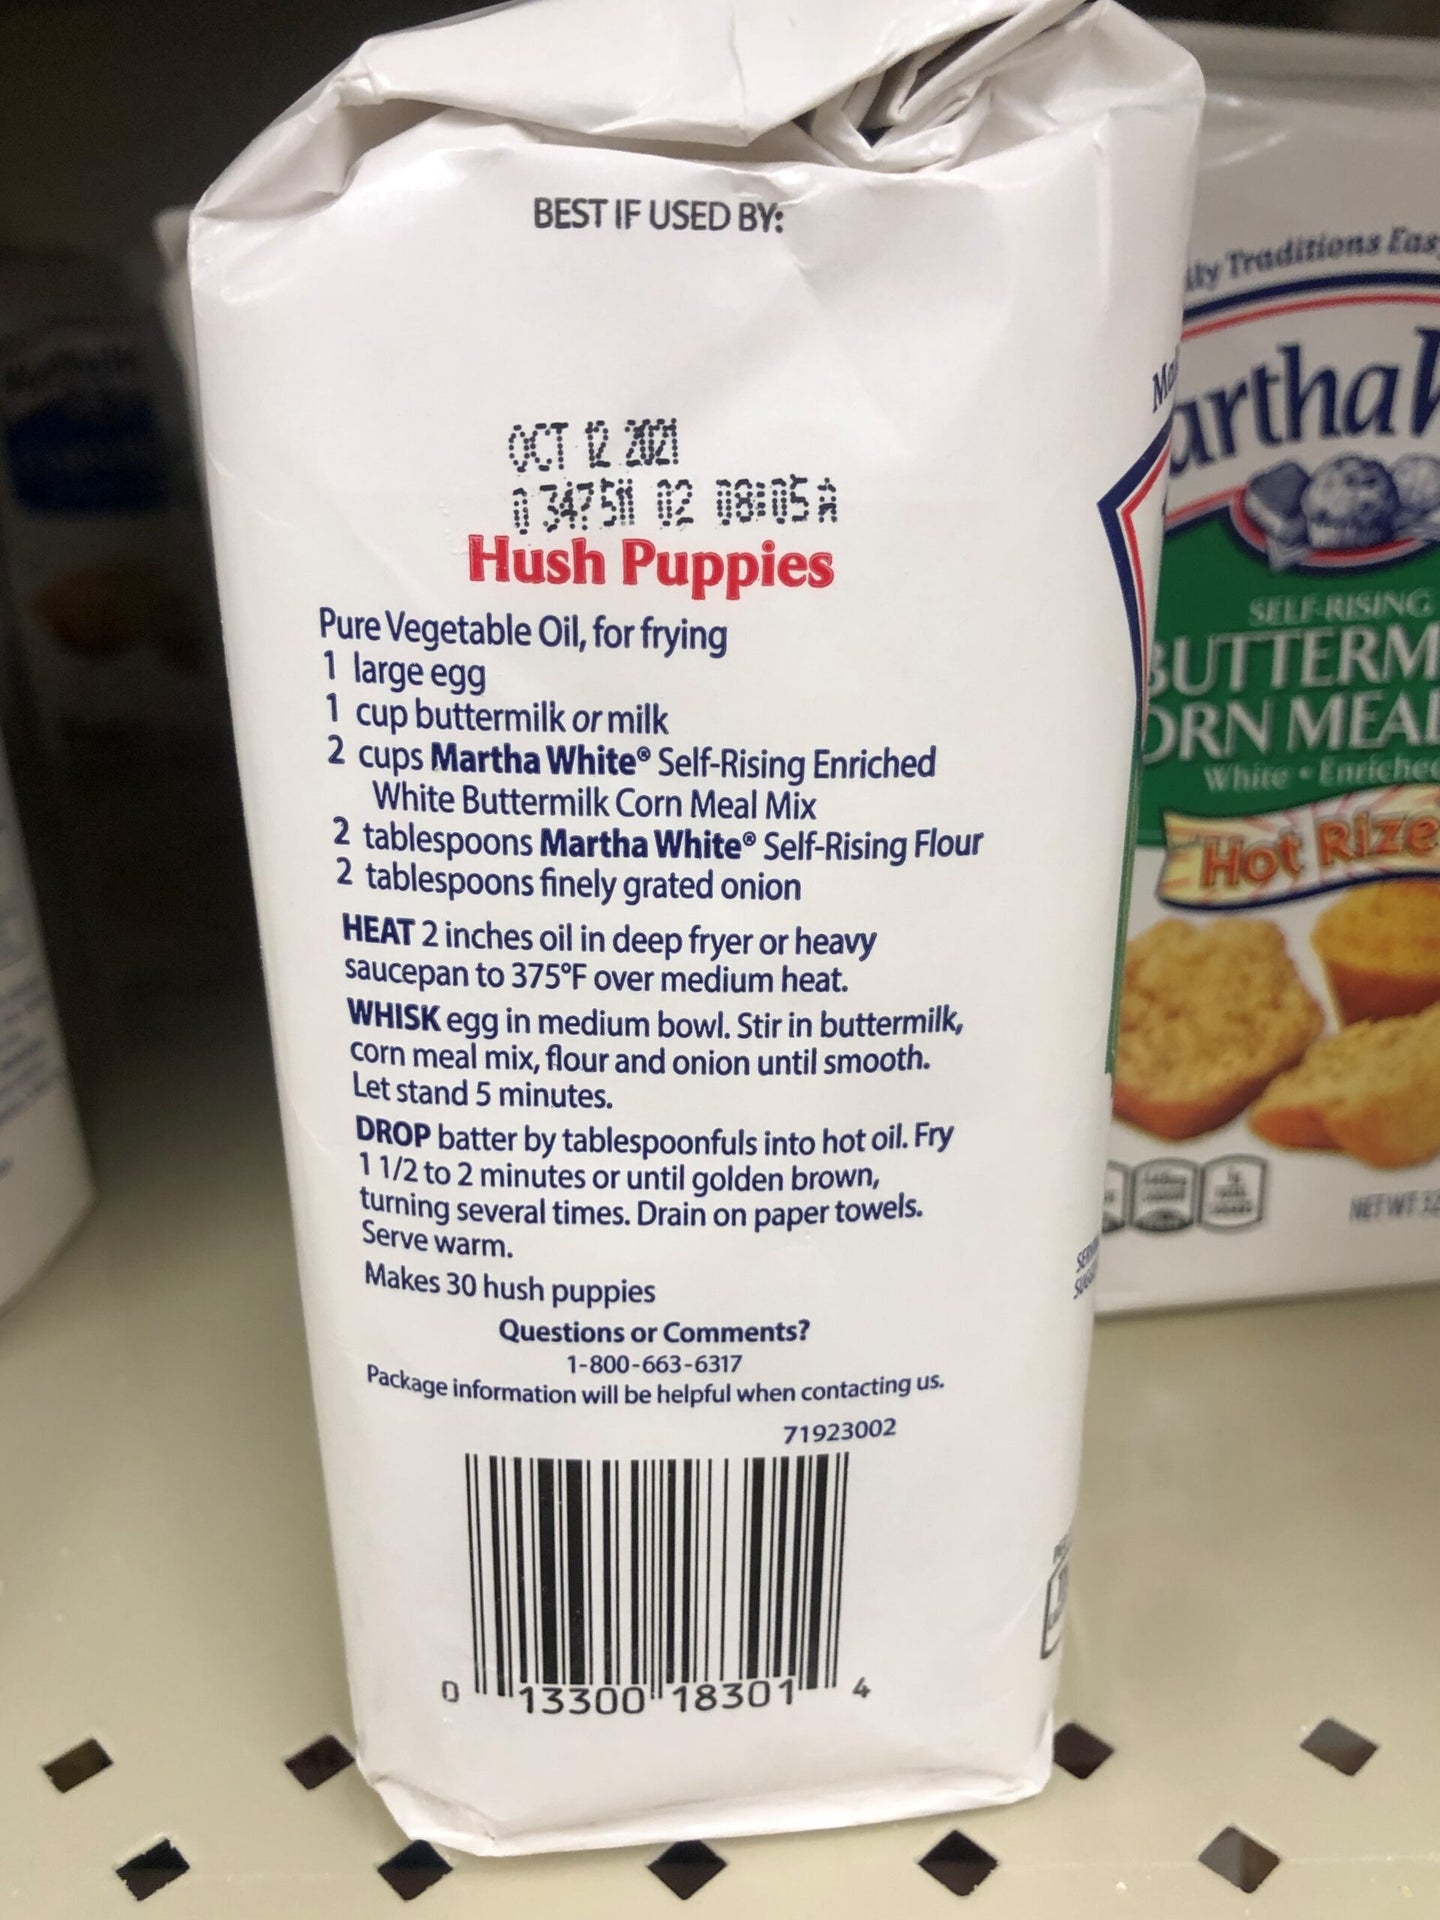 BEST IF USED BY:
OCT 12 2021
0 347 511 02 08:05 A
Hush Puppies
Pure Vegetable Oil, for frying
1 large egg
1 cup buttermilk or milk
2 cups Martha White® Self-Rising Enriched
White Buttermilk Corn Meal Mix
2 tablespoons Martha White® Self-Rising Flour
2 tablespoons finely grated onion
HEAT 2 inches oil in deep fryer or heavy
saucepan to 375°F over medium heat.
WHISK egg in medium bowl. Stir in buttermilk,
corn meal mix, flour and onion until smooth.
Let stand 5 minutes.
DROP batter by tablespoonfuls into hot oil. Fry
1 1/2 to 2 minutes or until golden brown,
turning several times. Drain on paper towels.
Serve warm.
Makes 30 hush puppies
Questions or Comments?
1-800-663-6317
Package information will be helpful when contacting us.
71923002
0 13300 18301 4
ily Traditions Eas
artha W
SELF-RISING
BUTTERM
ORN MEAL
White • Enriched
Hot Rize
NET WT 32